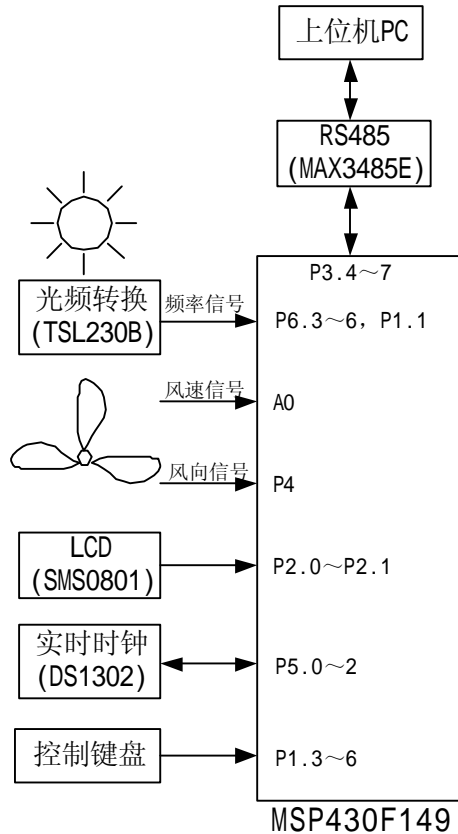 上位机PC
RS485
(MAX3485E)
P3.4～7
光频转换
(TSL230B)
频率信号
P6.3～6，P1.1
风速信号
A0
风向信号
P4
LCD
(SMS0801)
P2.0～P2.1
实时时钟
(DS1302)
P5.0～2
控制键盘
P1.3～6
MSP430F149